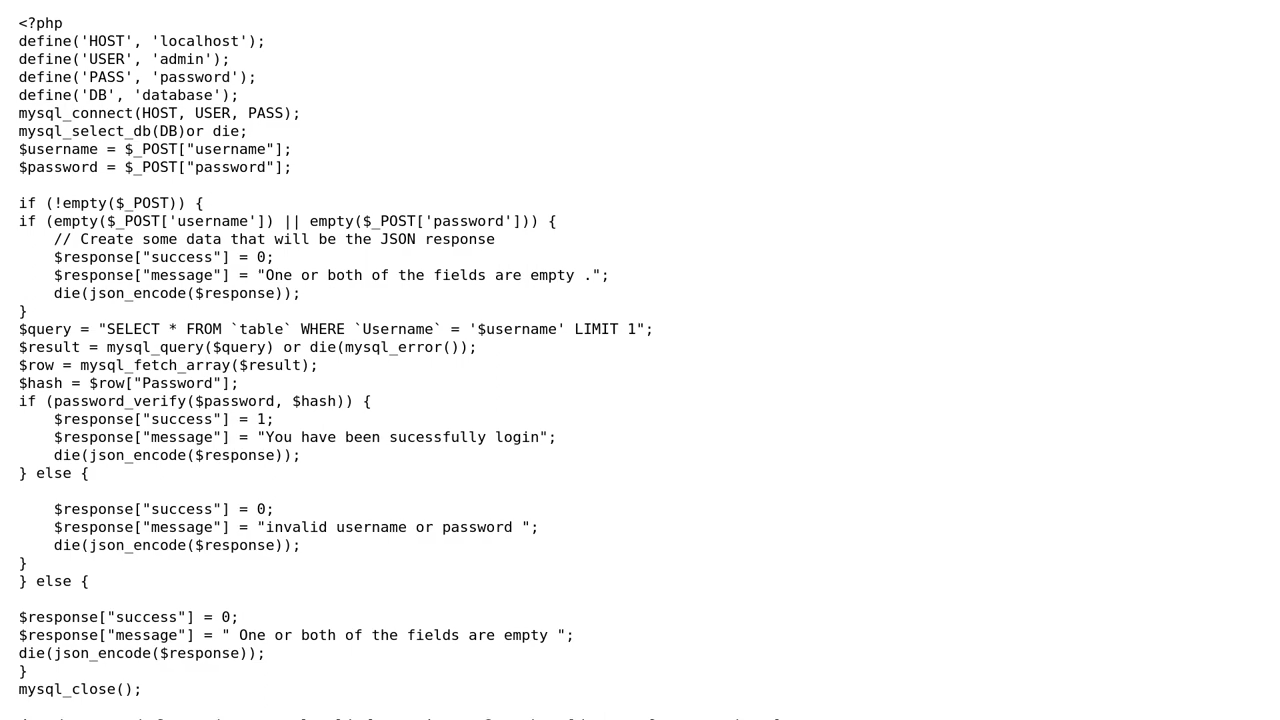 <?php
define('HOST', 'localhost');
define('USER', 'admin');
define('PASS', 'password');
define('DB', 'database');
mysql_connect(HOST, USER, PASS);
mysql_select_db(DB)or die;
$username = $_POST["username"];
$password = $_POST["password"];

if (!empty($_POST)) {
if (empty($_POST['username']) || empty($_POST['password'])) {
    // Create some data that will be the JSON response
    $response["success"] = 0;
    $response["message"] = "One or both of the fields are empty .";
    die(json_encode($response));
}
$query = "SELECT * FROM `table` WHERE `Username` = '$username' LIMIT 1";
$result = mysql_query($query) or die(mysql_error());
$row = mysql_fetch_array($result);
$hash = $row["Password"];
if (password_verify($password, $hash)) {
    $response["success"] = 1;
    $response["message"] = "You have been sucessfully login";
    die(json_encode($response));
} else {

    $response["success"] = 0;
    $response["message"] = "invalid username or password ";
    die(json_encode($response));
}
} else {

$response["success"] = 0;
$response["message"] = " One or both of the fields are empty ";
die(json_encode($response));
}
mysql_close();